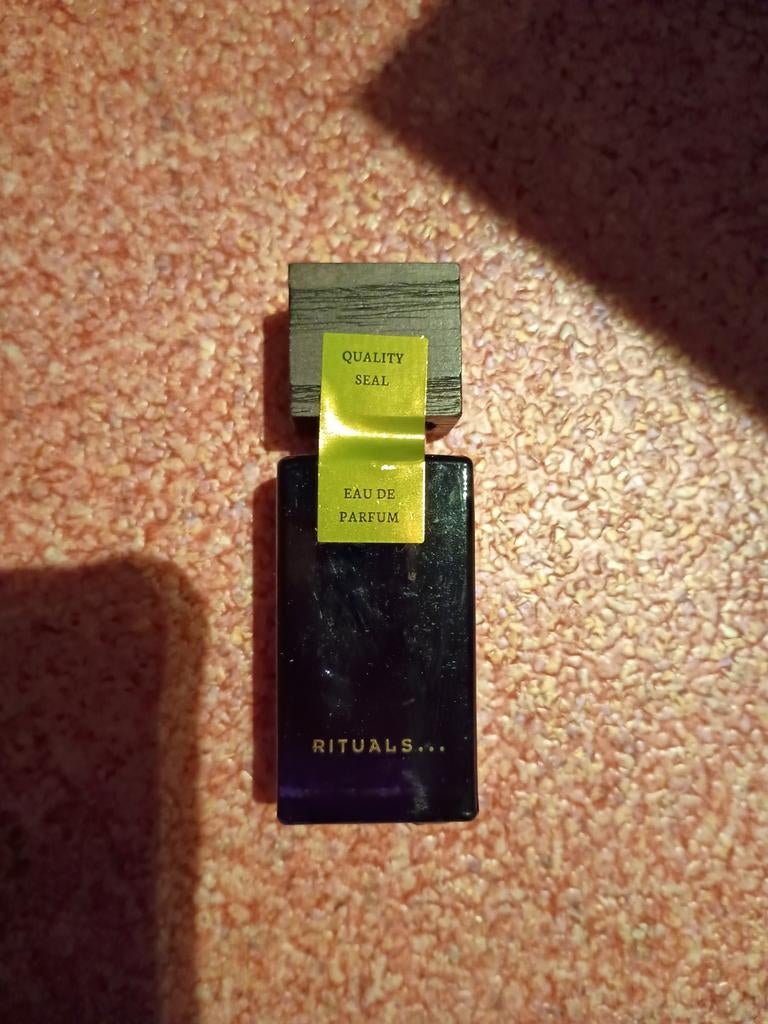 QUALITY
SEAL
EAU DE
PARFUM
RITUALS...